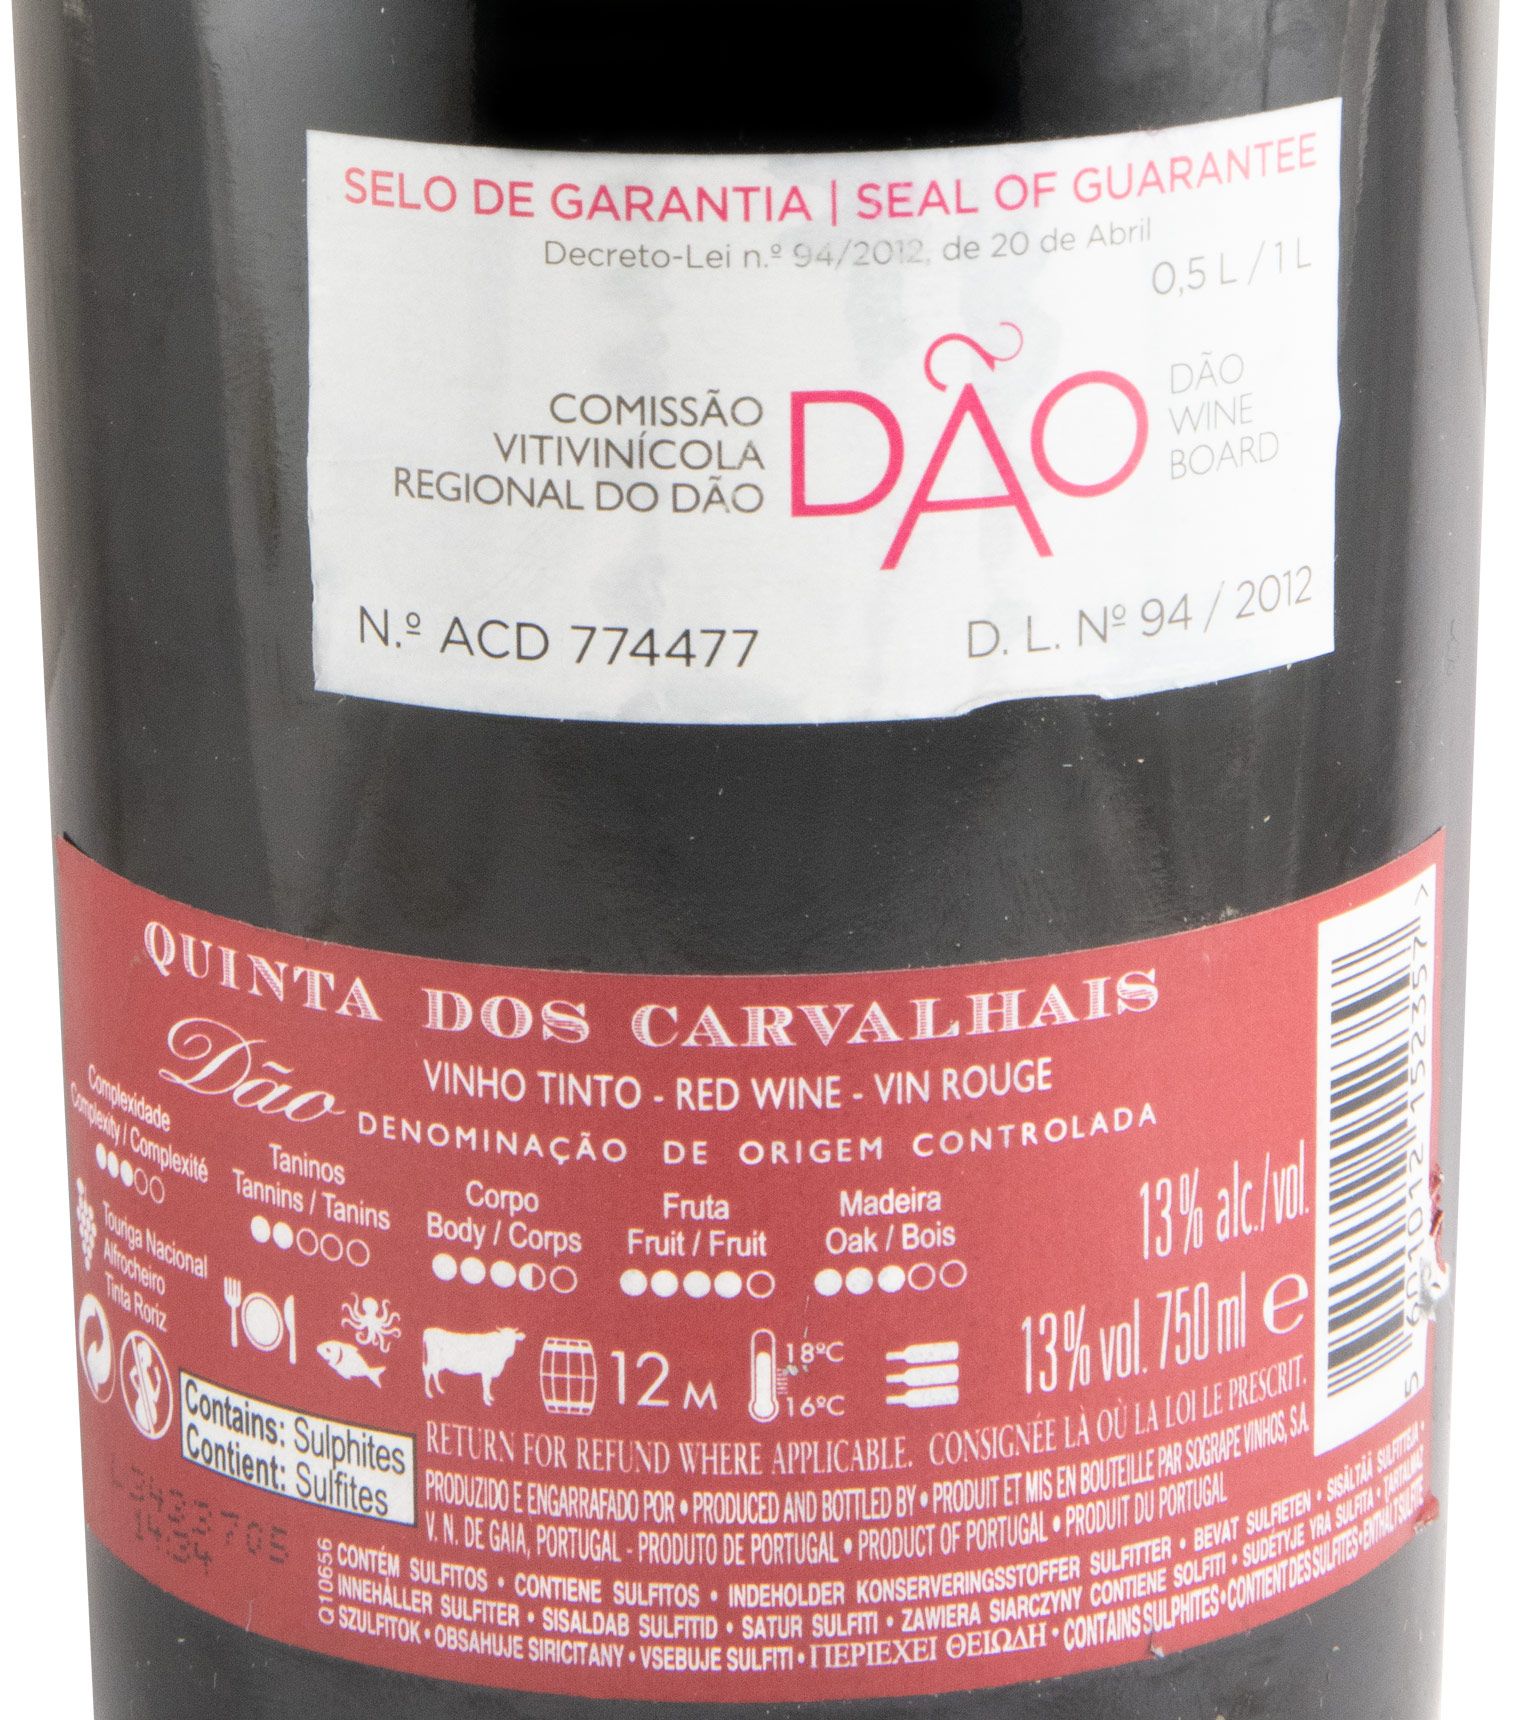 SELO DE GARANTIA | SEAL OF GUARANTEE
Decreto-Lei n.º 94/2012, de 20 de Abril
0,5 L / 1 L
COMISSÃO
VITIVINÍCOLA
REGIONAL DO DÃO
DÃO
DÃO
WINE
BOARD
N.º ACD 774477
D. L. Nº 94 / 2012
QUINTA DOS CARVALHAIS
Dão
VINHO TINTO - RED WINE - VIN ROUGE
DENOMINAÇÃO DE ORIGEM CONTROLADA
Complexidade
Complexity / Complexité
Taninos
Tannins / Tanins
Corpo
Body / Corps
Fruta
Fruit / Fruit
Madeira
Oak / Bois
13% alc./vol.
Touriga Nacional
Alfrocheiro
Tinta Roriz
12 M
18ºC
16ºC
13% vol. 750 ml e
5 601012 152357 >
Contains: Sulphites
Contient: Sulfites
RETURN FOR REFUND WHERE APPLICABLE. CONSIGNÉE LÀ OÙ LA LOI LE PRESCRIT.
PRODUZIDO E ENGARRAFADO POR • PRODUCED AND BOTTLED BY • PRODUIT ET MIS EN BOUTEILLE PAR SOGRAPE VINHOS, S.A.
V. N. DE GAIA, PORTUGAL - PRODUTO DE PORTUGAL • PRODUCT OF PORTUGAL • PRODUIT DU PORTUGAL
14:34
Q110656
CONTÉM SULFITOS • CONTIENE SULFITOS • INDEHOLDER KONSERVERINGSSTOFFER SULFITTER • BEVAT SULFIETEN • SISÄLTÄÄ SULFIITTEJA •
INNEHÅLLER SULFITER • SISALDAB SULFITID • SATUR SULFITI • ZAWIERA SIARCZYNY CONTIENE SOLFITI • SUDĖTYJE YRA SULFITA • TARTALMAZ
SZULFITOK • OBSAHUJE SIRICITANY • VSEBUJE SULFITI • ΠΕΡΙΕΧΕΙ ΘΕΙΩΔΗ • CONTAINS SULPHITES • CONTIENT DES SULFITES • ENTHÄLT SULFITE